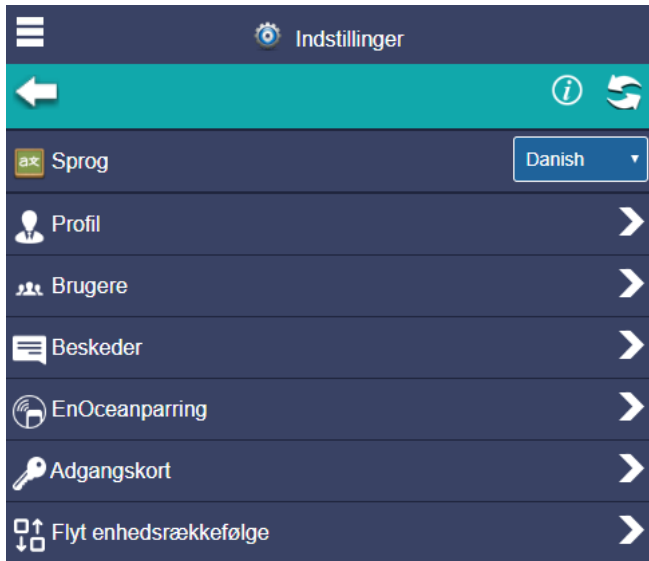 Indstillinger
Sprog
Danish
Profil
Brugere
Beskeder
EnOceanparring
Adgangskort
Flyt enhedsrækkefølge